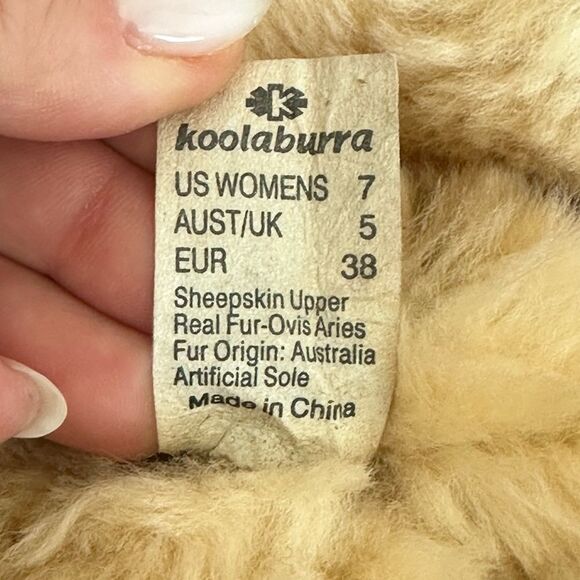 koolaburra
US WOMENS 7
AUST/UK 5
EUR 38
Sheepskin Upper
Real Fur-Ovis Aries
Fur Origin: Australia
Artificial Sole
Made in China